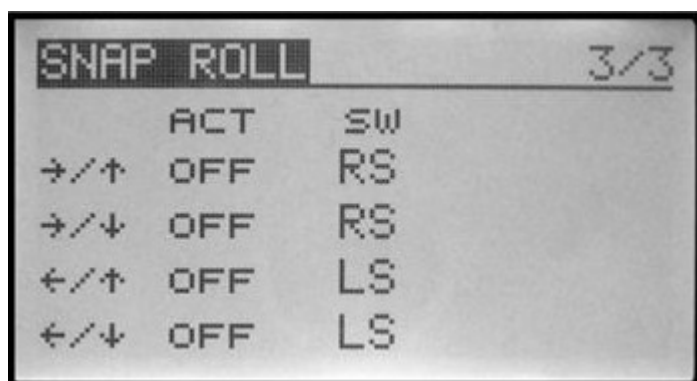 SNAP ROLL 3/3
ACT SW
→/↑ OFF RS
→/↓ OFF RS
←/↑ OFF LS
←/↓ OFF LS